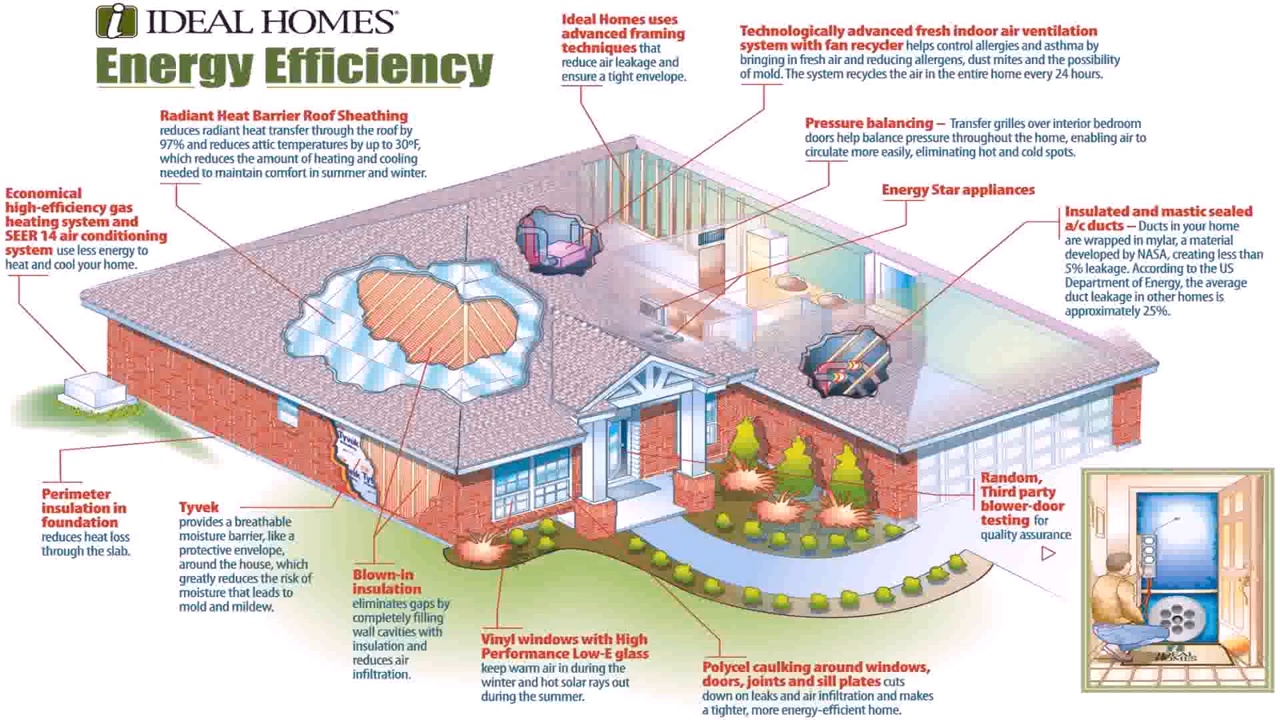 i IDEAL HOMES®
Energy Efficiency
Ideal Homes uses
advanced framing
techniques that
reduce air leakage and
ensure a tight envelope.
Technologically advanced fresh indoor air ventilation
system with fan recycler helps control allergies and asthma by
bringing in fresh air and reducing allergens, dust mites and the possibility
of mold. The system recycles the air in the entire home every 24 hours.
Radiant Heat Barrier Roof Sheathing
reduces radiant heat transfer through the roof by
97% and reduces attic temperatures by up to 30ºF,
which reduces the amount of heating and cooling
needed to maintain comfort in summer and winter.
Pressure balancing – Transfer grilles over interior bedroom
doors help balance pressure throughout the home, enabling air to
circulate more easily, eliminating hot and cold spots.
Energy Star appliances
Economical
high-efficiency gas
heating system and
SEER 14 air conditioning
system use less energy to
heat and cool your home.
Insulated and mastic sealed
a/c ducts – Ducts in your home
are wrapped in mylar, a material
developed by NASA, creating less than
5% leakage. According to the US
Department of Energy, the average
duct leakage in other homes is
approximately 25%.
Tyvek
Perimeter
insulation in
foundation
reduces heat loss
through the slab.
Tyvek
provides a breathable
moisture barrier, like a
protective envelope,
around the house, which
greatly reduces the risk of
moisture that leads to
mold and mildew.
Blown-in
insulation
eliminates gaps by
completely filling
wall cavities with
insulation and
reduces air
infiltration.
Vinyl windows with High
Performance Low-E glass
keep warm air in during the
winter and hot solar rays out
during the summer.
Polycel caulking around windows,
doors, joints and sill plates cuts
down on leaks and air infiltration and makes
a tighter, more energy-efficient home.
Random,
Third party
blower-door
testing for
quality assurance
IDEAL
HOMES